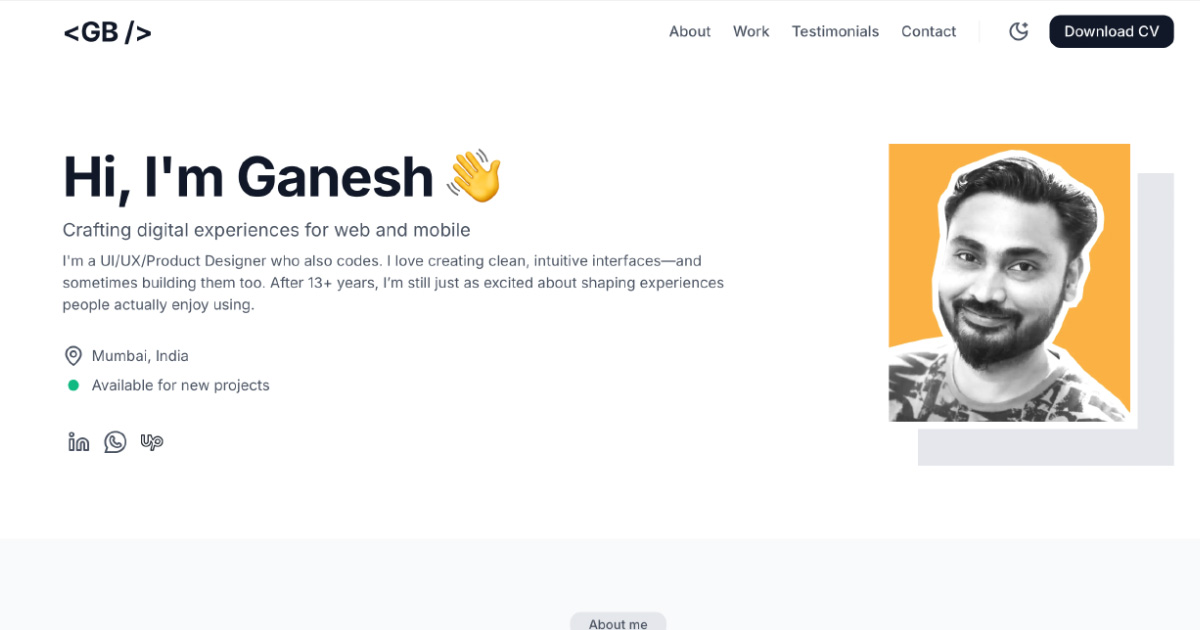 <GB />
About Work Testimonials Contact Download CV
Hi, I'm Ganesh 👋
Crafting digital experiences for web and mobile
I'm a UI/UX/Product Designer who also codes. I love creating clean, intuitive interfaces—and
sometimes building them too. After 13+ years, I’m still just as excited about shaping experiences
people actually enjoy using.
Mumbai, India
Available for new projects
in up
About me